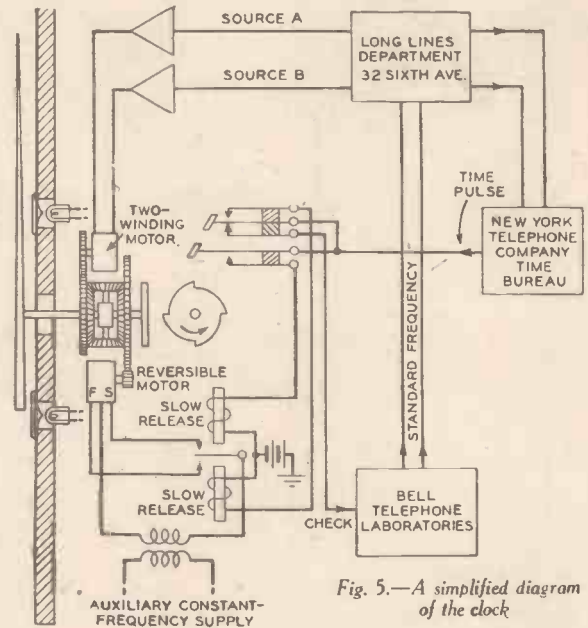 SOURCE A
LONG LINES
DEPARTMENT
32 SIXTH AVE.
SOURCE B
TIME
PULSE
TWO-
WINDING
MOTOR.
NEW YORK
TELEPHONE
COMPANY
TIME
BUREAU
STANDARD FREQUENCY
REVERSIBLE
MOTOR
F S
SLOW
RELEASE
SLOW
RELEASE
CHECK
BELL
TELEPHONE
LABORATORIES
AUXILIARY CONSTANT-
FREQUENCY SUPPLY
Fig. 5.—A simplified diagram
of the clock